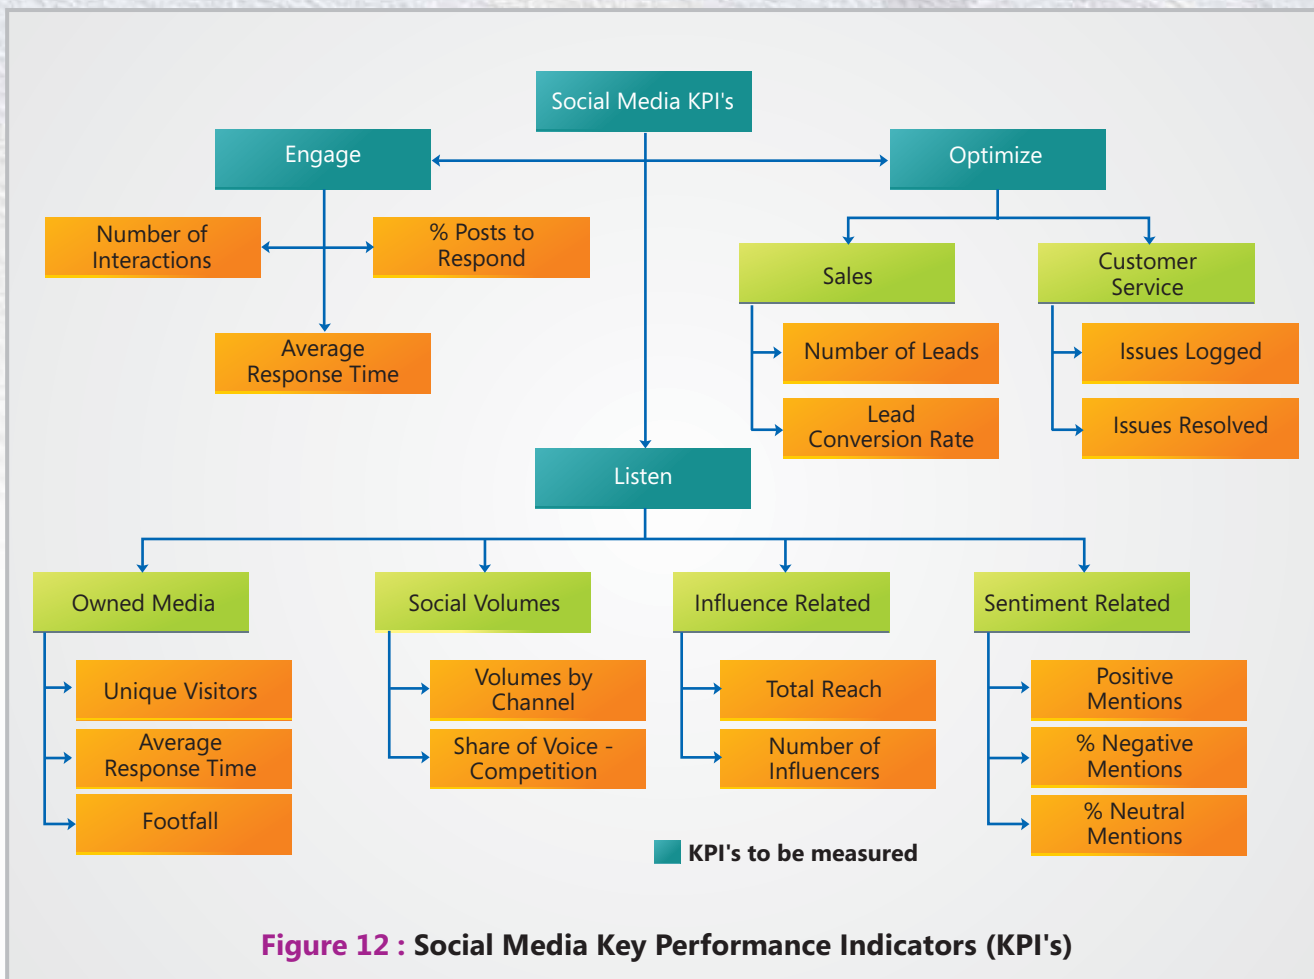 Social Media KPI's
Engage
Optimize
Number of
Interactions
% Posts to
Respond
Average
Response Time
Sales
Customer
Service
Number of Leads
Issues Logged
Lead
Conversion Rate
Issues Resolved
Listen
Owned Media
Social Volumes
Influence Related
Sentiment Related
Unique Visitors
Average
Response Time
Footfall
Volumes by
Channel
Share of Voice -
Competition
Total Reach
Number of
Influencers
Positive
Mentions
% Negative
Mentions
% Neutral
Mentions
KPI's to be measured
Figure 12 : Social Media Key Performance Indicators (KPI's)